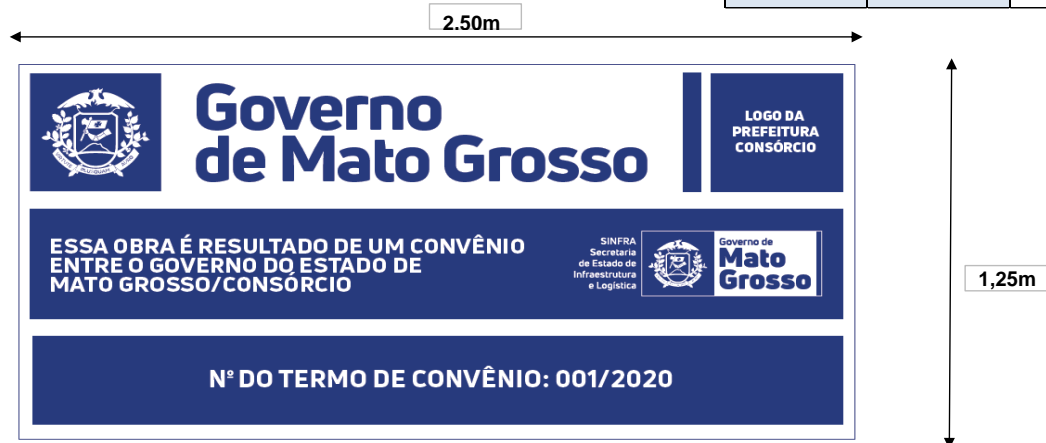 2.50m
Governo
de Mato Grosso
LOGO DA
PREFEITURA
CONSÓRCIO
ESSA OBRA É RESULTADO DE UM CONVÊNIO
ENTRE O GOVERNO DO ESTADO DE
MATO GROSSO/CONSÓRCIO
SINFRA
Secretaria
de Estado de
Infraestrutura
e Logística
Governo de
Mato
Grosso
1,25m
Nº DO TERMO DE CONVÊNIO: 001/2020